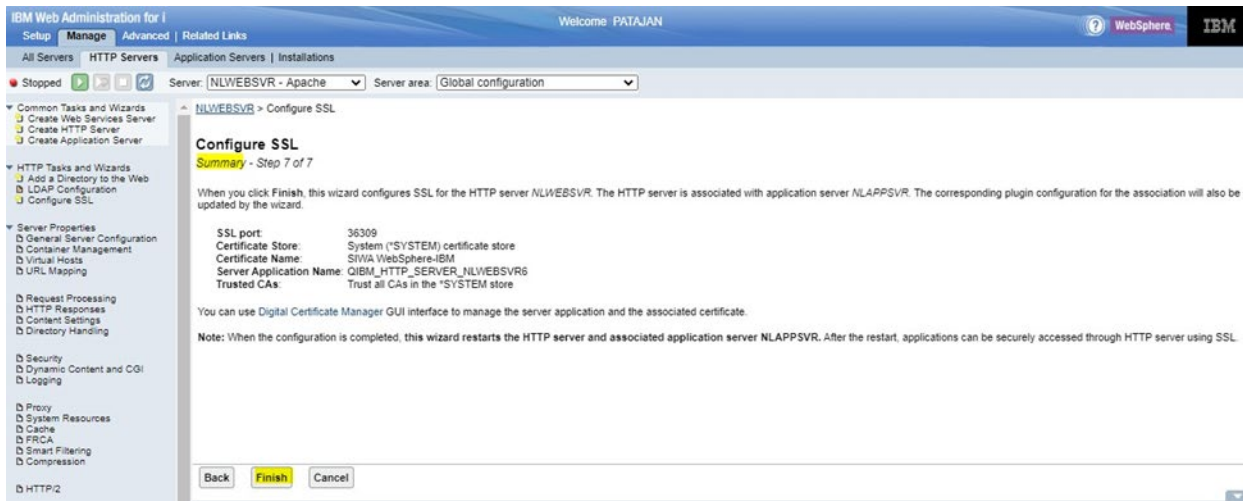 IBM Web Administration for i
Welcome PATAJAN
? WebSphere. IBM
Setup Manage Advanced | Related Links
All Servers HTTP Servers Application Servers | Installations
Stopped Server: NLWEBSVR - Apache Server area: Global configuration
Common Tasks and Wizards
Create Web Services Server
Create HTTP Server
Create Application Server
HTTP Tasks and Wizards
Add a Directory to the Web
LDAP Configuration
Configure SSL
Server Properties
General Server Configuration
Container Management
Virtual Hosts
URL Mapping
Request Processing
HTTP Responses
Content Settings
Directory Handling
Security
Dynamic Content and CGI
Logging
Proxy
System Resources
Cache
FRCA
Smart Filtering
Compression
HTTP/2
NLWEBSVR > Configure SSL
Configure SSL
Summary - Step 7 of 7
When you click Finish, this wizard configures SSL for the HTTP server NLWEBSVR. The HTTP server is associated with application server NLAPPSVR. The corresponding plugin configuration for the association will also be
updated by the wizard.
SSL port: 36309
Certificate Store: System (*SYSTEM) certificate store
Certificate Name: SIWA WebSphere-IBM
Server Application Name: QIBM_HTTP_SERVER_NLWEBSVR6
Trusted CAs: Trust all CAs in the *SYSTEM store
You can use Digital Certificate Manager GUI interface to manage the server application and the associated certificate.
Note: When the configuration is completed, this wizard restarts the HTTP server and associated application server NLAPPSVR. After the restart, applications can be securely accessed through HTTP server using SSL.
Back Finish Cancel